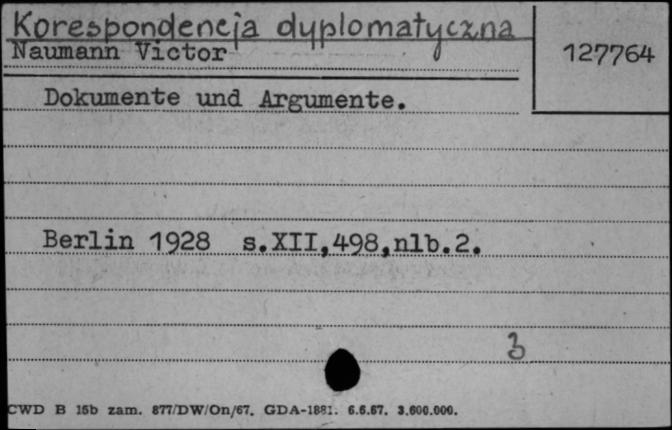 Korespondencja dyplomatyczna
Naumann Victor
127764
Dokumente und Argumente.
Berlin 1928 s.XII,498,nlb.2.
3
CWD B 15b zam. 877/DW/On/67. GDA-1881. 6.6.67. 3.600.000.